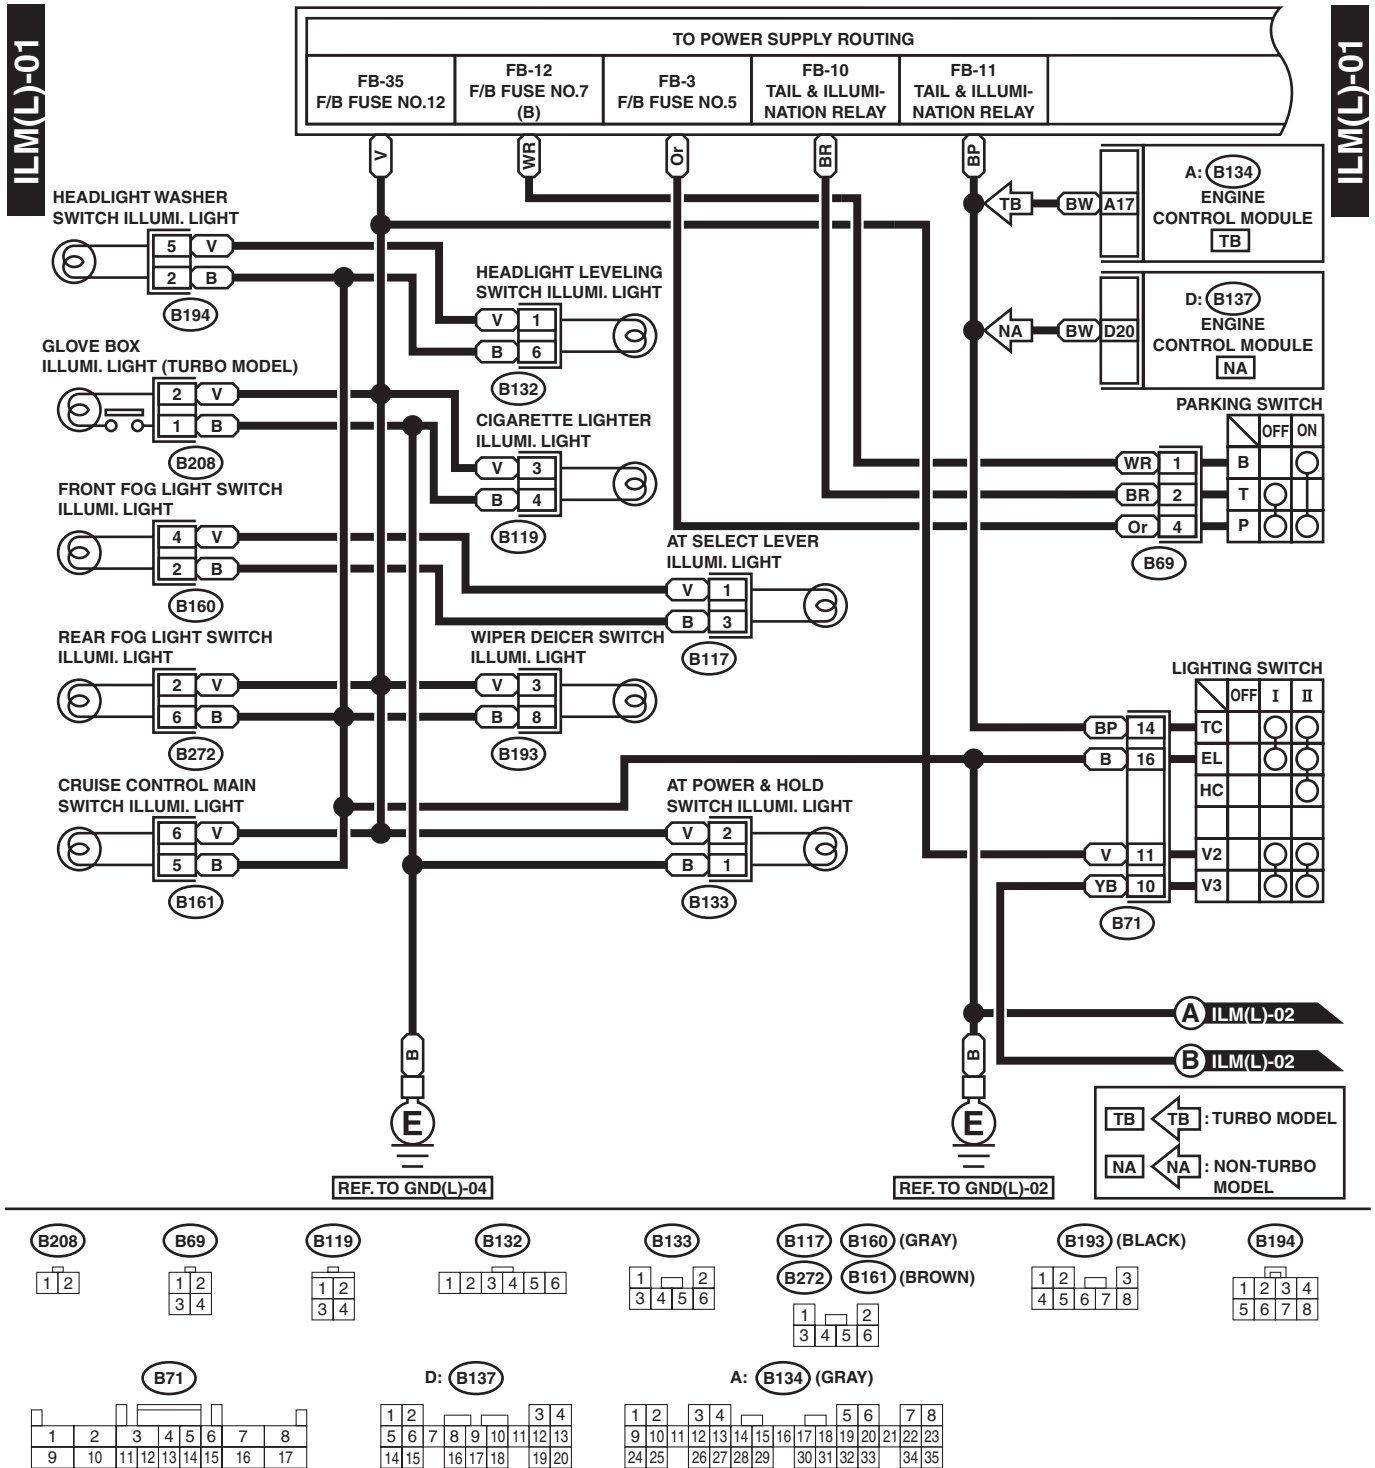 ILM(L)-01
ILM(L)-01
TO POWER SUPPLY ROUTING
FB-35
F/B FUSE NO.12
FB-12
F/B FUSE NO.7
(B)
FB-3
F/B FUSE NO.5
FB-10
TAIL & ILLUMI-
NATION RELAY
FB-11
TAIL & ILLUMI-
NATION RELAY
V
WR
Or
BR
BP
TB BW A17
A: B134
ENGINE
CONTROL MODULE
TB
NA BW D20
D: B137
ENGINE
CONTROL MODULE
NA
HEADLIGHT WASHER
SWITCH ILLUMI. LIGHT
5 V
2 B
B194
HEADLIGHT LEVELING
SWITCH ILLUMI. LIGHT
V 1
B 6
B132
GLOVE BOX
ILLUMI. LIGHT (TURBO MODEL)
2 V
1 B
B208
CIGARETTE LIGHTER
ILLUMI. LIGHT
V 3
B 4
B119
PARKING SWITCH
OFF ON
WR 1 B
BR 2 T
Or 4 P
B69
FRONT FOG LIGHT SWITCH
ILLUMI. LIGHT
4 V
2 B
B160
AT SELECT LEVER
ILLUMI. LIGHT
V 1
B 3
B117
REAR FOG LIGHT SWITCH
ILLUMI. LIGHT
2 V
6 B
B272
WIPER DEICER SWITCH
ILLUMI. LIGHT
V 3
B 8
B193
LIGHTING SWITCH
OFF I II
BP 14 TC
B 16 EL
HC
V 11 V2
YB 10 V3
B71
CRUISE CONTROL MAIN
SWITCH ILLUMI. LIGHT
6 V
5 B
B161
AT POWER & HOLD
SWITCH ILLUMI. LIGHT
V 2
B 1
B133
A ILM(L)-02
B ILM(L)-02
B
E
REF. TO GND(L)-04
B
E
REF. TO GND(L)-02
TB TB : TURBO MODEL
NA NA : NON-TURBO
MODEL
B208
1 2
B69
1 2
3 4
B119
1 2
3 4
B132
1 2 3 4 5 6
B133
1 2
3 4 5 6
B117 B160 (GRAY)
B272 B161 (BROWN)
1 2
3 4 5 6
B193 (BLACK)
1 2 3
4 5 6 7 8
B194
1 2 3 4
5 6 7 8
B71
1 2 3 4 5 6 7 8
9 10 11 12 13 14 15 16 17
D: B137
1 2 3 4
5 6 7 8 9 10 11 12 13
14 15 16 17 18 19 20
A: B134 (GRAY)
1 2 3 4 5 6 7 8
9 10 11 12 13 14 15 16 17 18 19 20 21 22 23
24 25 26 27 28 29 30 31 32 33 34 35